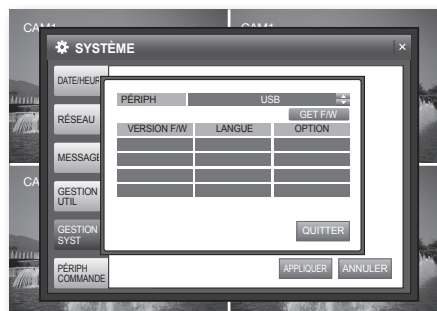 CAM1
CAM1
SYSTÈME
DATE/HEUR
RÉSEAU
MESSAGE
GESTION
UTIL
GESTION
SYST
PÉRIPH
COMMANDE
PÉRIPH USB
GET F/W
VERSION F/W LANGUE OPTION
QUITTER
APPLIQUER ANNULER
CA